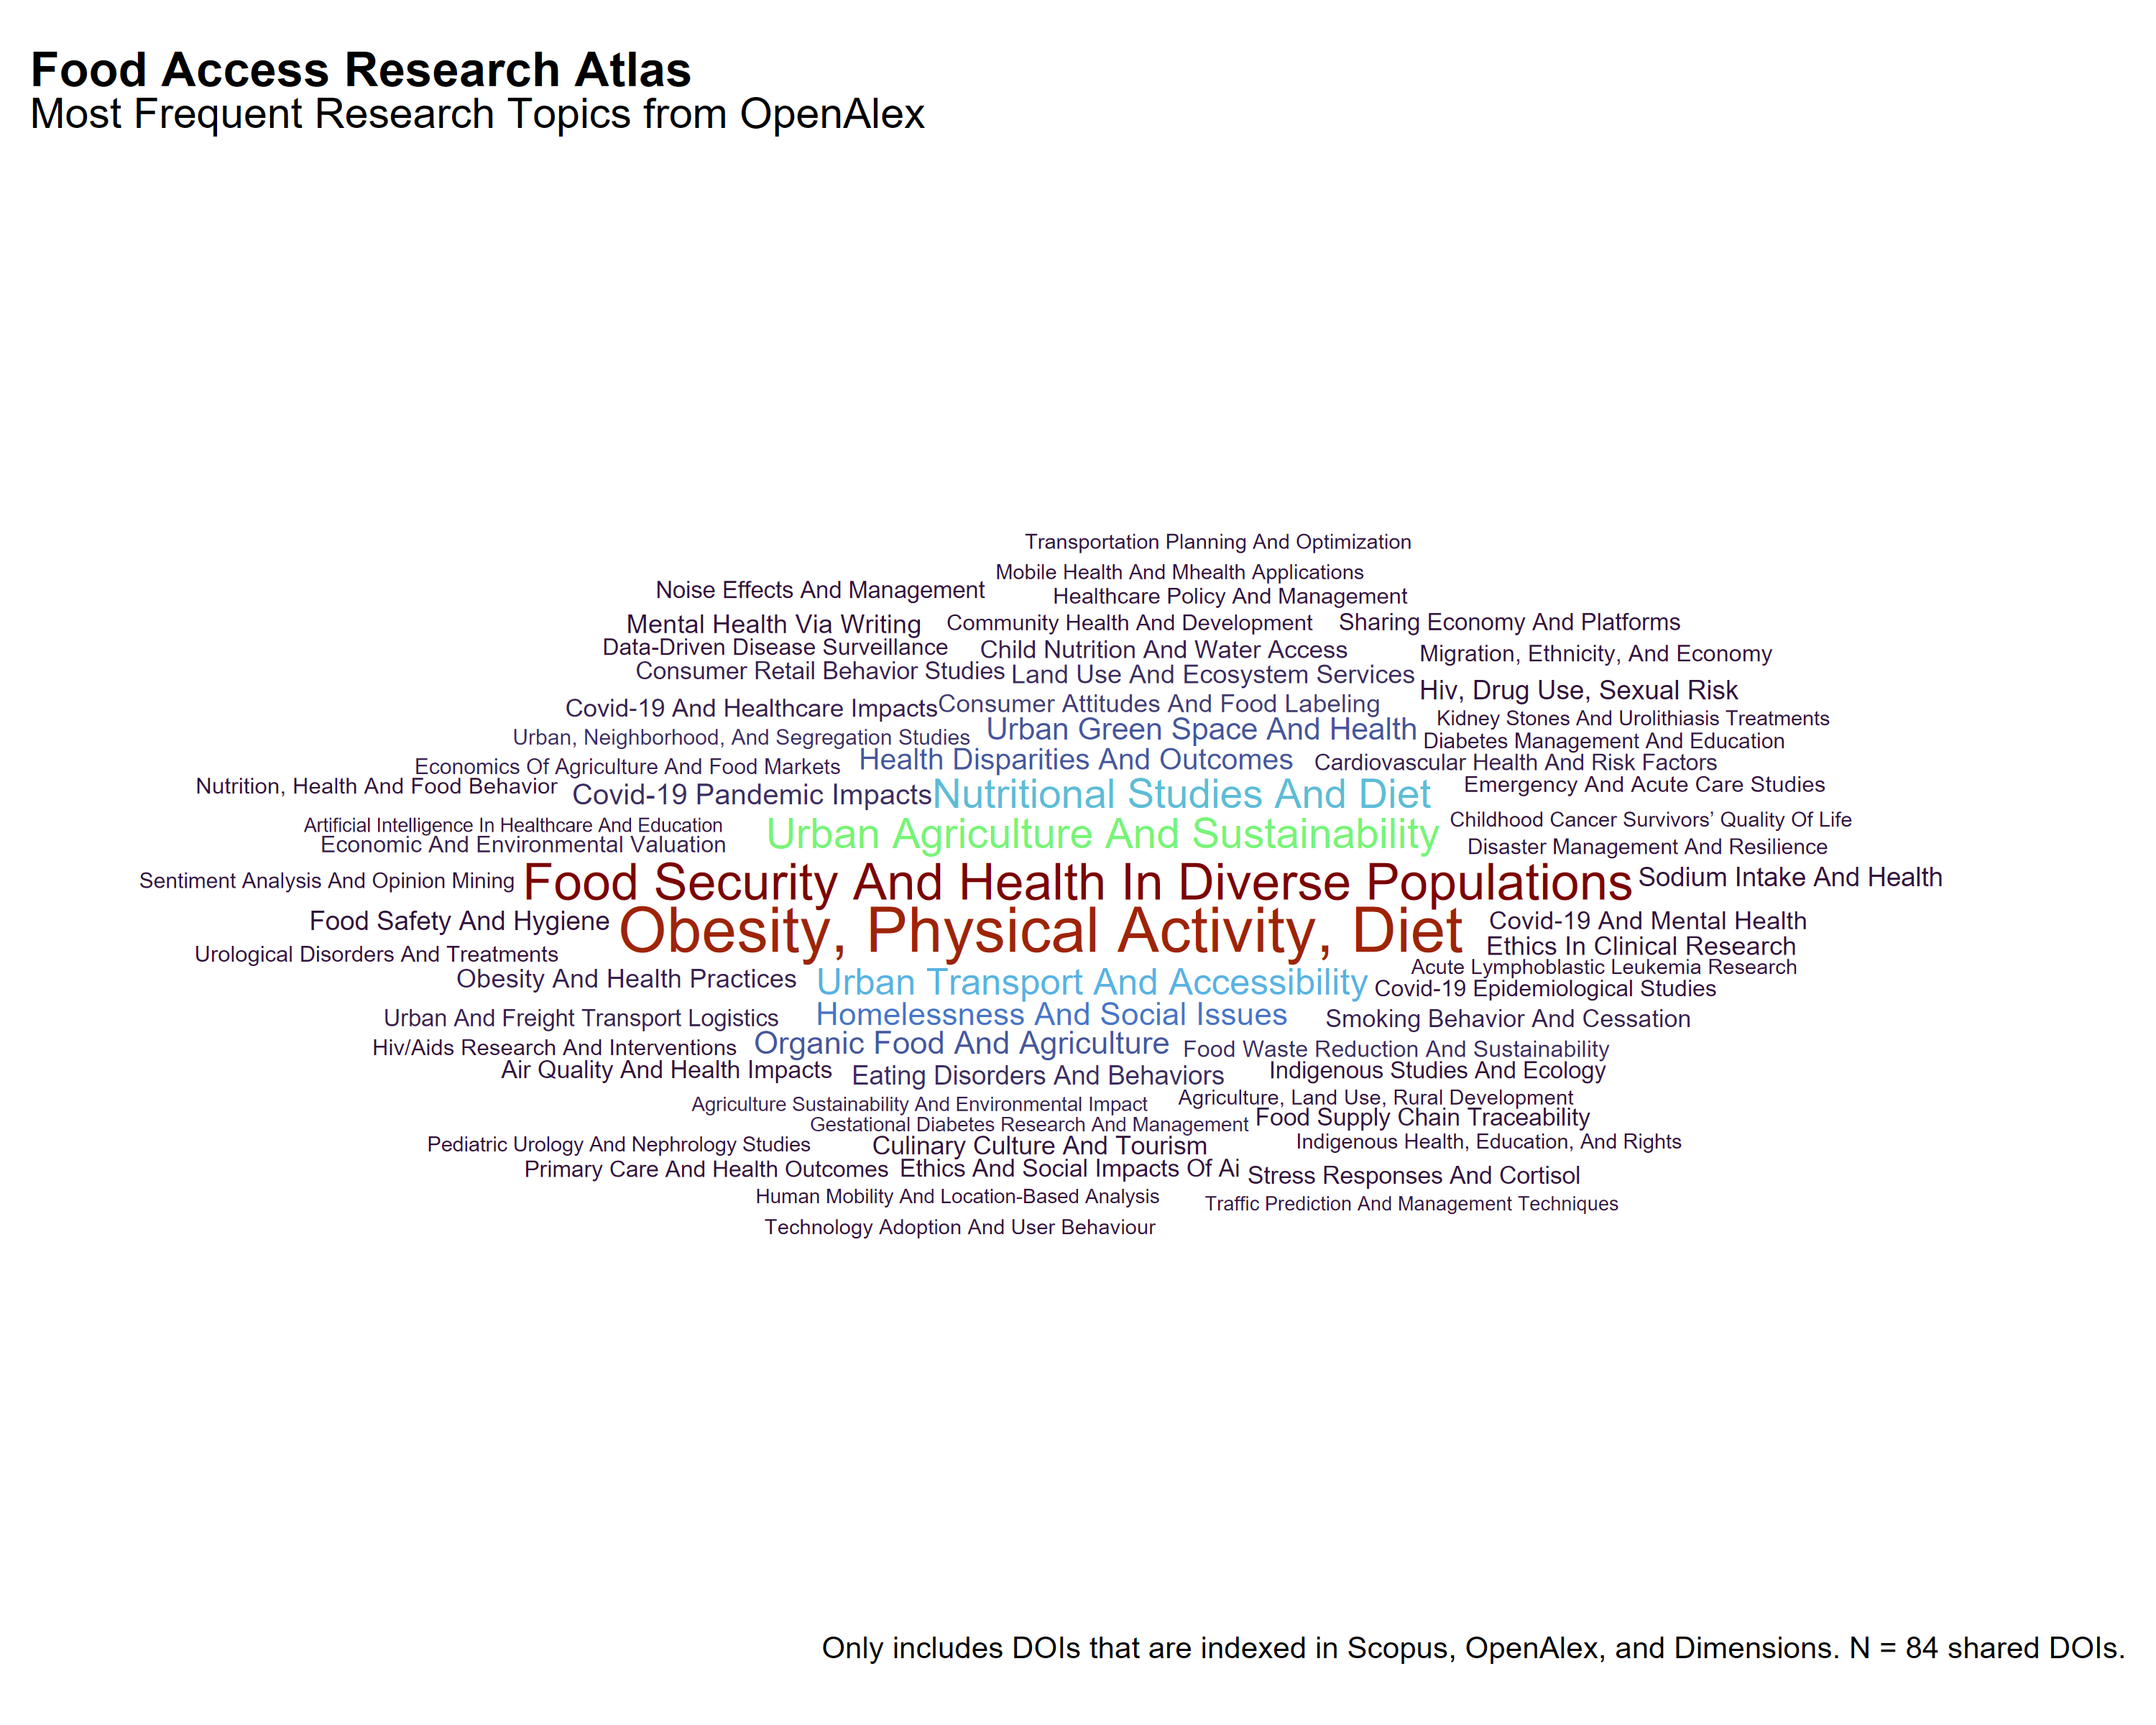 Food Access Research Atlas
Most Frequent Research Topics from OpenAlex
Transportation Planning And Optimization
Mobile Health And Mhealth Applications
Noise Effects And Management
Healthcare Policy And Management
Mental Health Via Writing
Community Health And Development
Sharing Economy And Platforms
Data-Driven Disease Surveillance
Child Nutrition And Water Access
Migration, Ethnicity, And Economy
Consumer Retail Behavior Studies
Land Use And Ecosystem Services
Hiv, Drug Use, Sexual Risk
Covid-19 And Healthcare Impacts
Consumer Attitudes And Food Labeling
Kidney Stones And Urolithiasis Treatments
Urban, Neighborhood, And Segregation Studies
Urban Green Space And Health
Diabetes Management And Education
Economics Of Agriculture And Food Markets
Health Disparities And Outcomes
Cardiovascular Health And Risk Factors
Nutrition, Health And Food Behavior
Covid-19 Pandemic Impacts
Nutritional Studies And Diet
Emergency And Acute Care Studies
Artificial Intelligence In Healthcare And Education
Urban Agriculture And Sustainability
Childhood Cancer Survivors’ Quality Of Life
Economic And Environmental Valuation
Disaster Management And Resilience
Sentiment Analysis And Opinion Mining
Food Security And Health In Diverse Populations
Sodium Intake And Health
Food Safety And Hygiene
Obesity, Physical Activity, Diet
Covid-19 And Mental Health
Ethics In Clinical Research
Urological Disorders And Treatments
Acute Lymphoblastic Leukemia Research
Obesity And Health Practices
Urban Transport And Accessibility
Covid-19 Epidemiological Studies
Urban And Freight Transport Logistics
Homelessness And Social Issues
Smoking Behavior And Cessation
Hiv/Aids Research And Interventions
Organic Food And Agriculture
Food Waste Reduction And Sustainability
Air Quality And Health Impacts
Eating Disorders And Behaviors
Indigenous Studies And Ecology
Agriculture Sustainability And Environmental Impact
Agriculture, Land Use, Rural Development
Gestational Diabetes Research And Management
Food Supply Chain Traceability
Pediatric Urology And Nephrology Studies
Culinary Culture And Tourism
Indigenous Health, Education, And Rights
Primary Care And Health Outcomes
Ethics And Social Impacts Of Ai
Stress Responses And Cortisol
Human Mobility And Location-Based Analysis
Traffic Prediction And Management Techniques
Technology Adoption And User Behaviour
Only includes DOIs that are indexed in Scopus, OpenAlex, and Dimensions. N = 84 shared DOIs.